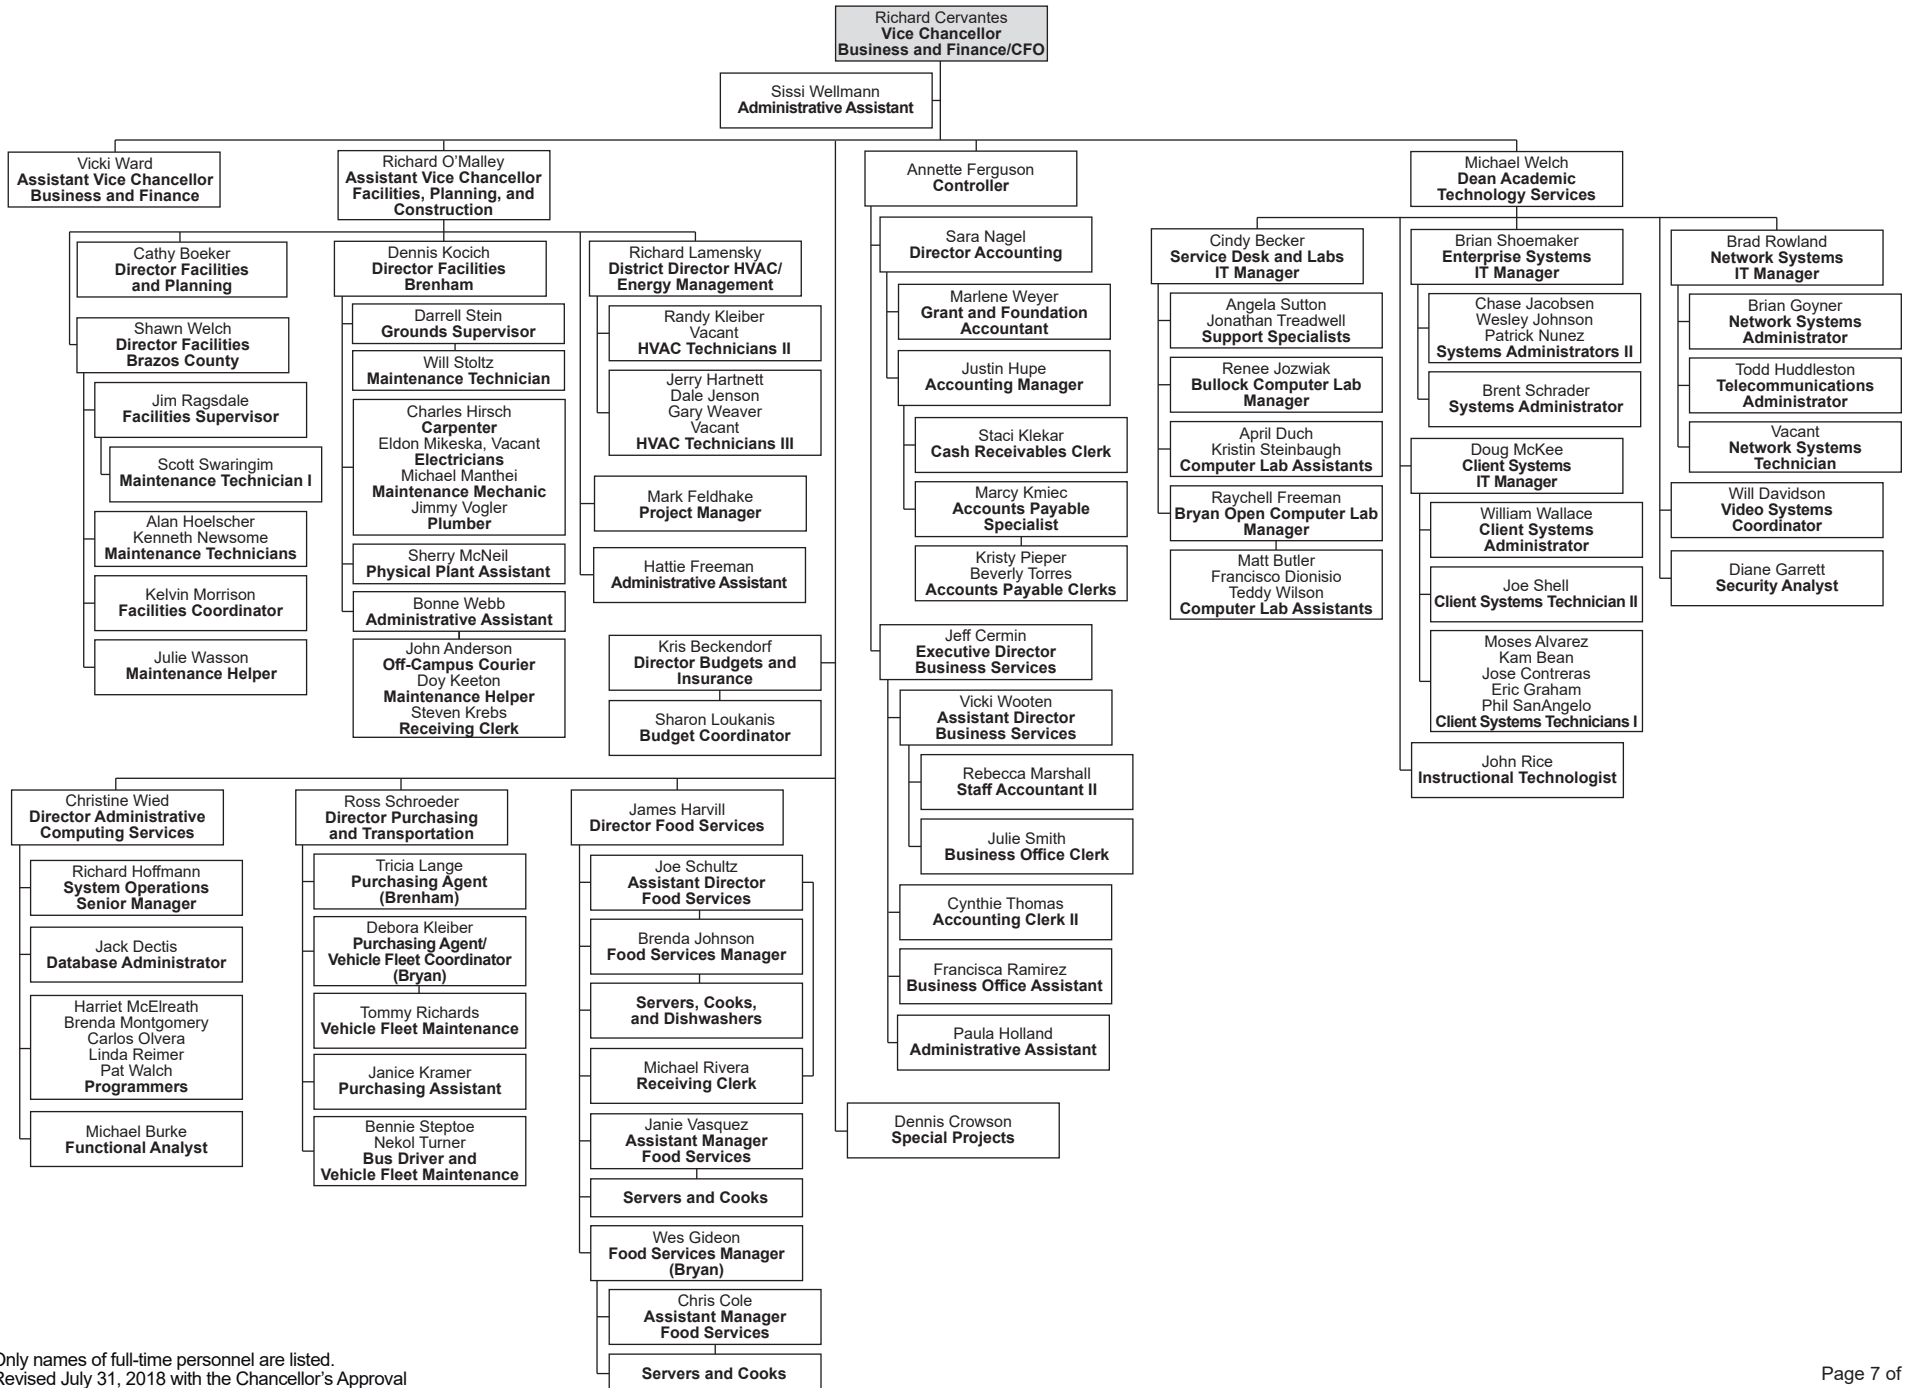 Richard Cervantes
Vice Chancellor
Business and Finance/CFO
Sissi Wellmann
Administrative Assistant
Vicki Ward
Assistant Vice Chancellor
Business and Finance
Richard O’Malley
Assistant Vice Chancellor
Facilities, Planning, and
Construction
Cathy Boeker
Director Facilities
and Planning
Shawn Welch
Director Facilities
Brazos County
Jim Ragsdale
Facilities Supervisor
Scott Swaringim
Maintenance Technician I
Alan Hoelscher
Kenneth Newsome
Maintenance Technicians
Kelvin Morrison
Facilities Coordinator
Julie Wasson
Maintenance Helper
Dennis Kocich
Director Facilities
Brenham
Darrell Stein
Grounds Supervisor
Will Stoltz
Maintenance Technician
Charles Hirsch
Carpenter
Eldon Mikeska, Vacant
Electricians
Michael Manthei
Maintenance Mechanic
Jimmy Vogler
Plumber
Sherry McNeil
Physical Plant Assistant
Bonne Webb
Administrative Assistant
John Anderson
Off-Campus Courier
Doy Keeton
Maintenance Helper
Steven Krebs
Receiving Clerk
Richard Lamensky
District Director HVAC/
Energy Management
Randy Kleiber
Vacant
HVAC Technicians II
Jerry Hartnett
Dale Jenson
Gary Weaver
Vacant
HVAC Technicians III
Mark Feldhake
Project Manager
Hattie Freeman
Administrative Assistant
Kris Beckendorf
Director Budgets and
Insurance
Sharon Loukanis
Budget Coordinator
Annette Ferguson
Controller
Sara Nagel
Director Accounting
Marlene Weyer
Grant and Foundation
Accountant
Justin Hupe
Accounting Manager
Staci Klekar
Cash Receivables Clerk
Marcy Kmiec
Accounts Payable
Specialist
Kristy Pieper
Beverly Torres
Accounts Payable Clerks
Jeff Cermin
Executive Director
Business Services
Vicki Wooten
Assistant Director
Business Services
Rebecca Marshall
Staff Accountant II
Julie Smith
Business Office Clerk
Cynthie Thomas
Accounting Clerk II
Francisca Ramirez
Business Office Assistant
Paula Holland
Administrative Assistant
Michael Welch
Dean Academic
Technology Services
Cindy Becker
Service Desk and Labs
IT Manager
Angela Sutton
Jonathan Treadwell
Support Specialists
Renee Jozwiak
Bullock Computer Lab
Manager
April Duch
Kristin Steinbaugh
Computer Lab Assistants
Raychell Freeman
Bryan Open Computer Lab
Manager
Matt Butler
Francisco Dionisio
Teddy Wilson
Computer Lab Assistants
Brian Shoemaker
Enterprise Systems
IT Manager
Chase Jacobsen
Wesley Johnson
Patrick Nunez
Systems Administrators II
Brent Schrader
Systems Administrator
Doug McKee
Client Systems
IT Manager
William Wallace
Client Systems
Administrator
Joe Shell
Client Systems Technician II
Moses Alvarez
Kam Bean
Jose Contreras
Eric Graham
Phil SanAngelo
Client Systems Technicians I
John Rice
Instructional Technologist
Brad Rowland
Network Systems
IT Manager
Brian Goyner
Network Systems
Administrator
Todd Huddleston
Telecommunications
Administrator
Vacant
Network Systems
Technician
Will Davidson
Video Systems
Coordinator
Diane Garrett
Security Analyst
Christine Wied
Director Administrative
Computing Services
Richard Hoffmann
System Operations
Senior Manager
Jack Dectis
Database Administrator
Harriet McElreath
Brenda Montgomery
Carlos Olvera
Linda Reimer
Pat Walch
Programmers
Michael Burke
Functional Analyst
Ross Schroeder
Director Purchasing
and Transportation
Tricia Lange
Purchasing Agent
(Brenham)
Debora Kleiber
Purchasing Agent/
Vehicle Fleet Coordinator
(Bryan)
Tommy Richards
Vehicle Fleet Maintenance
Janice Kramer
Purchasing Assistant
Bennie Steptoe
Nekol Turner
Bus Driver and
Vehicle Fleet Maintenance
James Harvill
Director Food Services
Joe Schultz
Assistant Director
Food Services
Brenda Johnson
Food Services Manager
Servers, Cooks,
and Dishwashers
Michael Rivera
Receiving Clerk
Janie Vasquez
Assistant Manager
Food Services
Servers and Cooks
Wes Gideon
Food Services Manager
(Bryan)
Chris Cole
Assistant Manager
Food Services
Servers and Cooks
Dennis Crowson
Special Projects
Only names of full-time personnel are listed.
Revised July 31, 2018 with the Chancellor’s Approval
Page 7 of